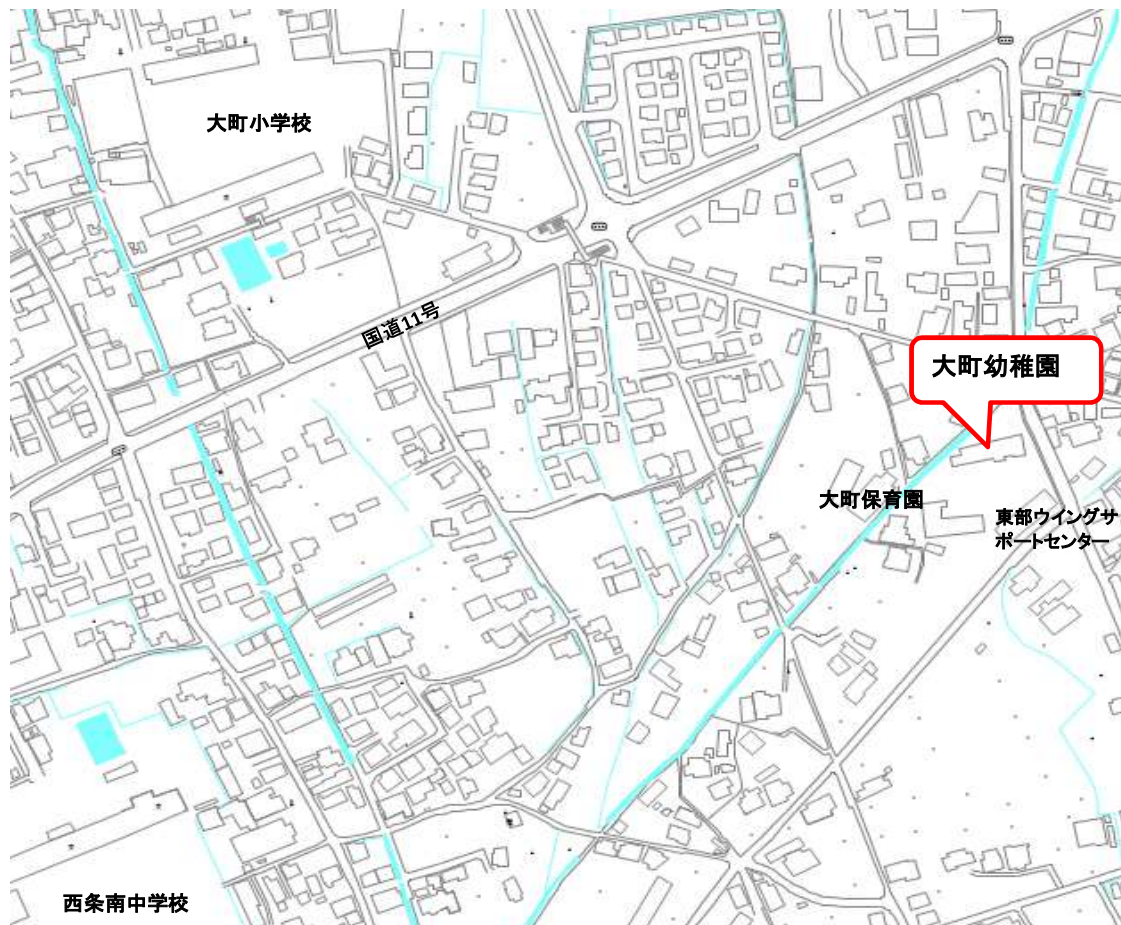 大町小学校
国道11号
大町幼稚園
大町保育園
東部ウイングサ
ポートセンター
西条南中学校